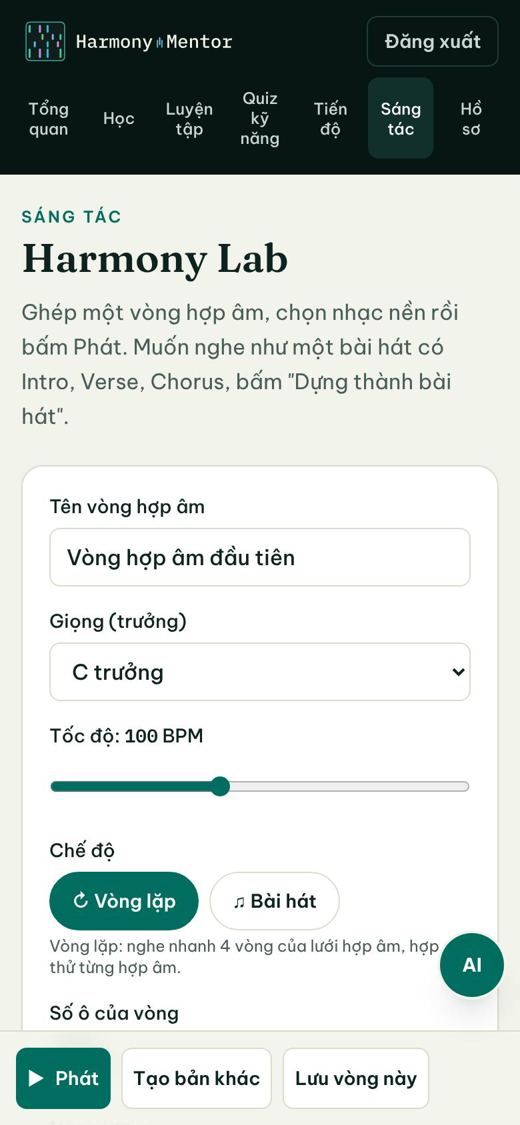 Harmony Mentor
Đăng xuất
Tổng quan
Học
Luyện tập
Quiz kỹ năng
Tiến độ
Sáng tác
Hồ sơ
SÁNG TÁC
Harmony Lab
Ghép một vòng hợp âm, chọn nhạc nền rồi
bấm Phát. Muốn nghe như một bài hát có
Intro, Verse, Chorus, bấm "Dựng thành bài
hát".
Tên vòng hợp âm
Vòng hợp âm đầu tiên
Giọng (trưởng)
C trưởng
Tốc độ: 100 BPM
Chế độ
↻ Vòng lặp
♫ Bài hát
Vòng lặp: nghe nhanh 4 vòng của lưới hợp âm, hợp
thử từng hợp âm.
AI
Số ô của vòng
▶ Phát
Tạo bản khác
Lưu vòng này